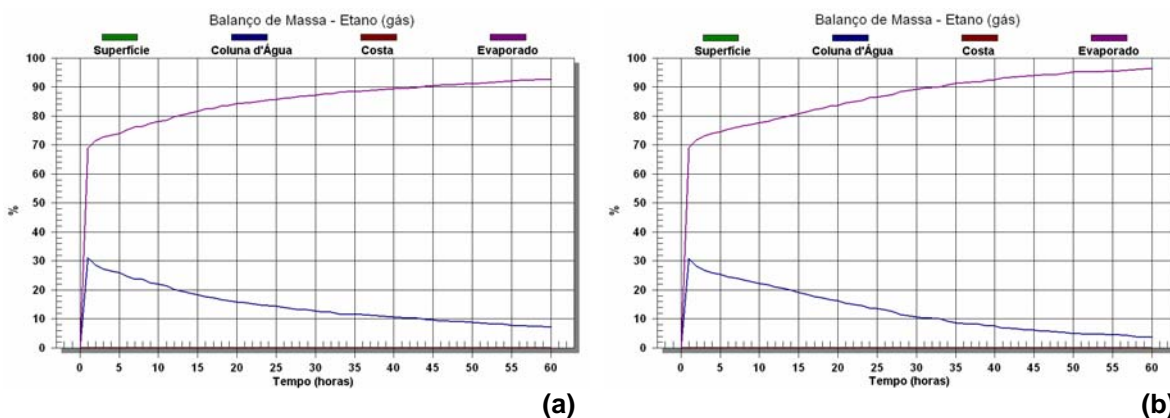 Balanço de Massa - Etano (gás)
Superfície Coluna d'Água Costa Evaporado
100
90
80
70
60
50
40
30
20
10
0
%
0 5 10 15 20 25 30 35 40 45 50 55 60
Tempo (horas)
(a)
Balanço de Massa - Etano (gás)
Superfície Coluna d'Água Costa Evaporado
100
90
80
70
60
50
40
30
20
10
0
%
0 5 10 15 20 25 30 35 40 45 50 55 60
Tempo (horas)
(b)